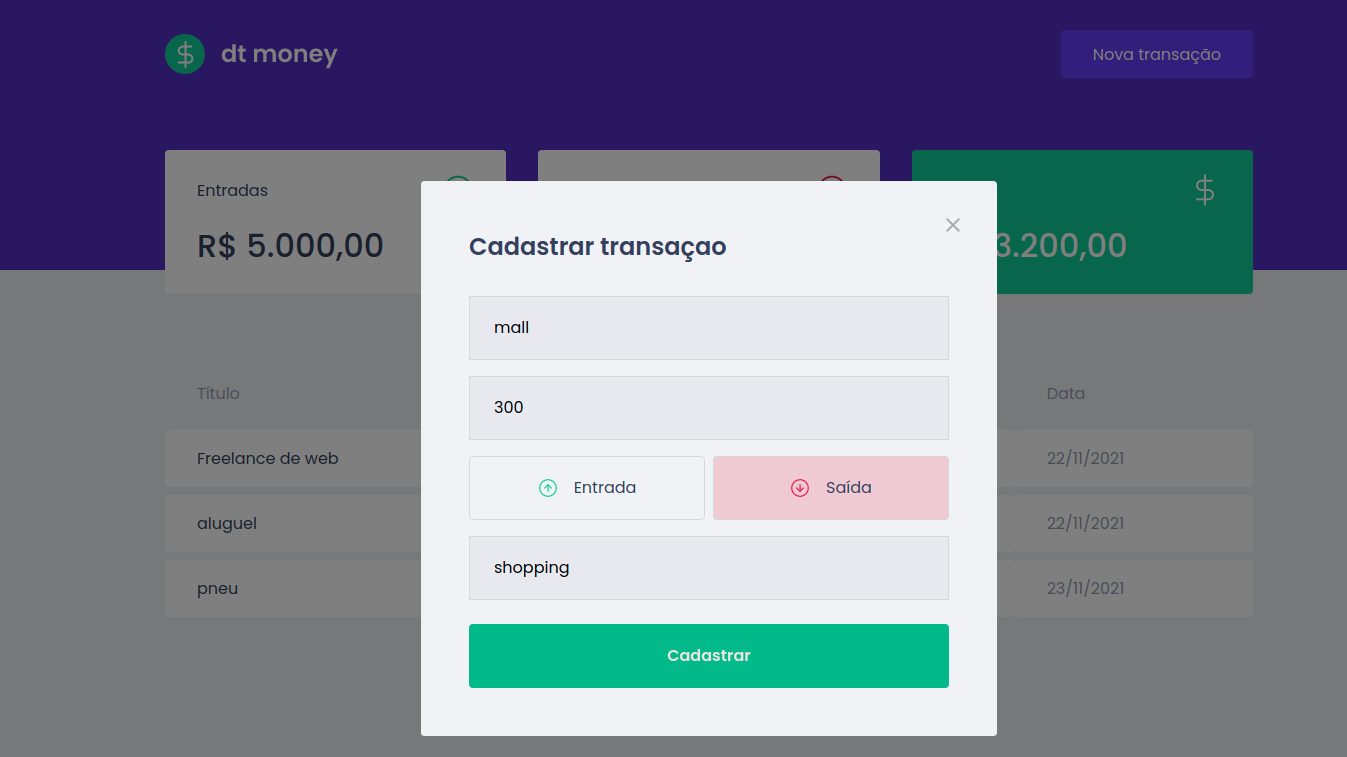 dt money
Nova transação
Entradas
R$ 5.000,00
3.200,00
Cadastrar transaçao
mall
300
Entrada
Saída
shopping
Cadastrar
Título
Data
Freelance de web
22/11/2021
aluguel
22/11/2021
pneu
23/11/2021